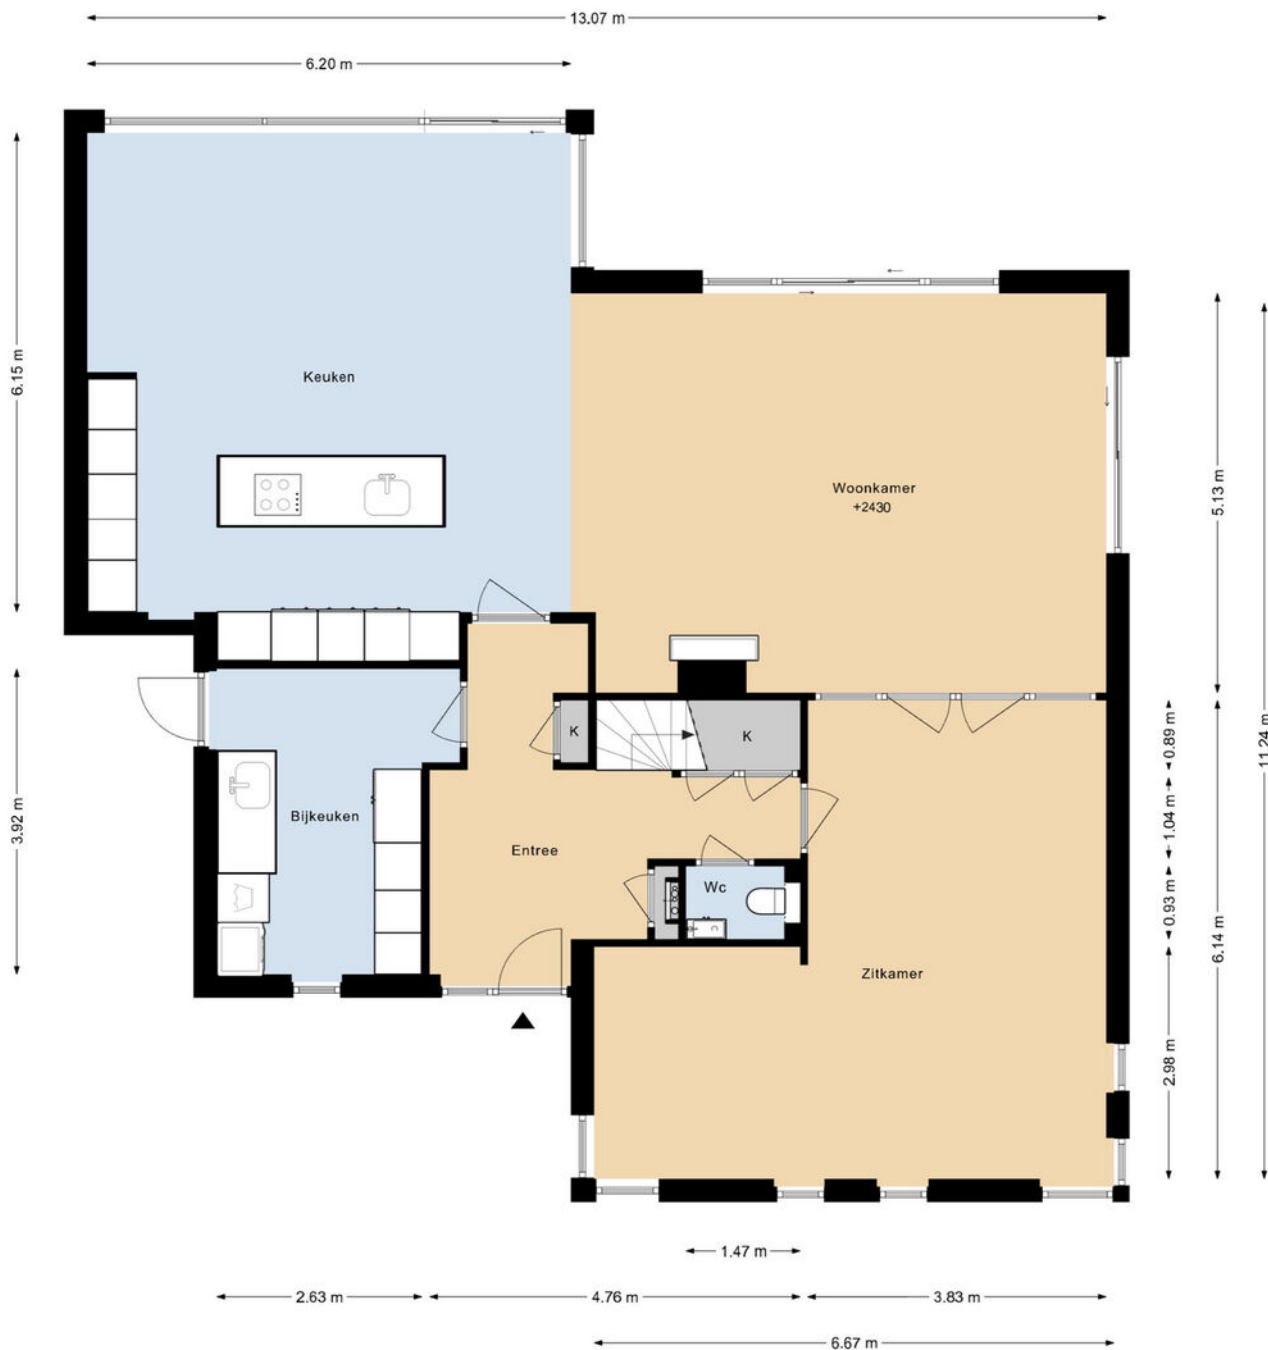 13.07 m
6.20 m
6.15 m
Keuken
Woonkamer
+2430
5.13 m
11.24 m
3.92 m
K
K
0.89 m
1.04 m
Bijkeuken
Entree
Wc
0.93 m
6.14 m
Zitkamer
2.98 m
1.47 m
2.63 m
4.76 m
3.83 m
6.67 m